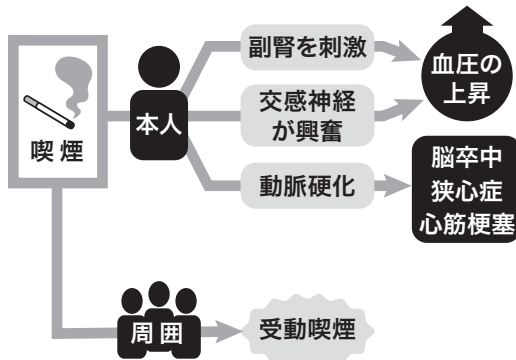 喫煙
本人
副腎を刺激
交感神経
が興奮
動脈硬化
血圧の
上昇
脳卒中
狭心症
心筋梗塞
周囲
受動喫煙